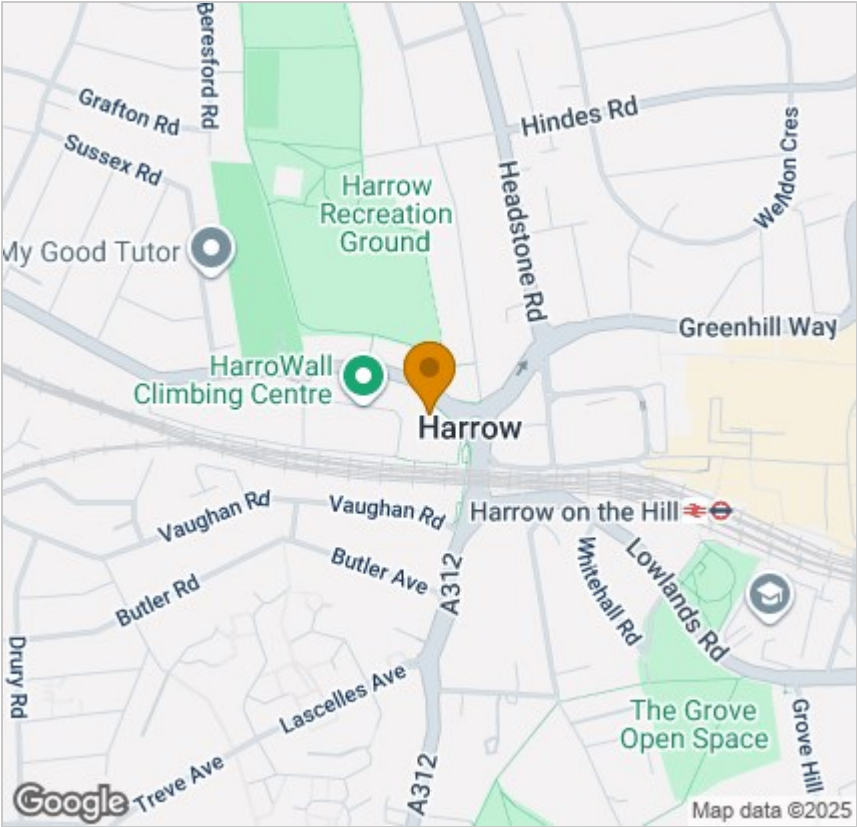 Beresford Rd
Grafton Rd
Sussex Rd
Hindes Rd
Weldon Cres
Headstone Rd
Harrow
Recreation
Ground
My Good Tutor
Greenhill Way
HarroWall
Climbing Centre
Harrow
Vaughan Rd
Vaughan Rd
Harrow on the Hill
Butler Ave
Butler Rd
A312
Whitehall Rd
Lowlands Rd
Drury Rd
Lascelles Ave
The Grove
Open Space
Grove Hill
Treve Ave
A312
Google
Map data ©2025